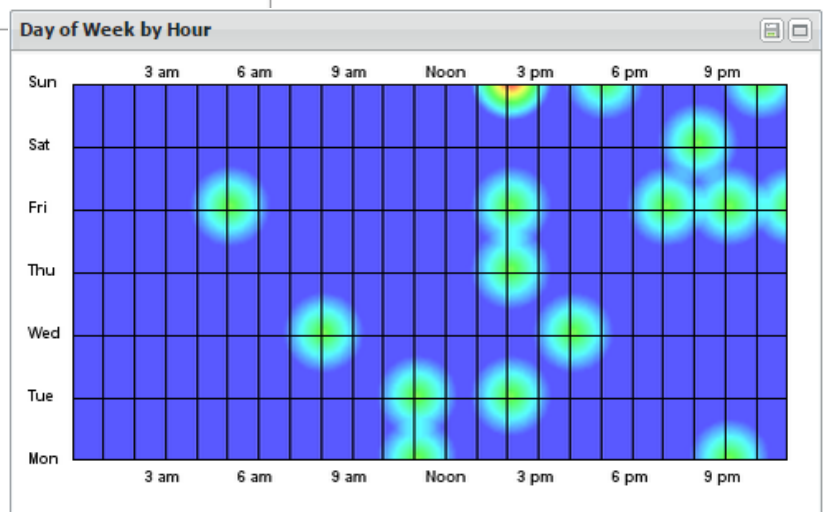 Day of Week by Hour
3 am 6 am 9 am Noon 3 pm 6 pm 9 pm
Sun
Sat
Fri
Thu
Wed
Tue
Mon
3 am 6 am 9 am Noon 3 pm 6 pm 9 pm